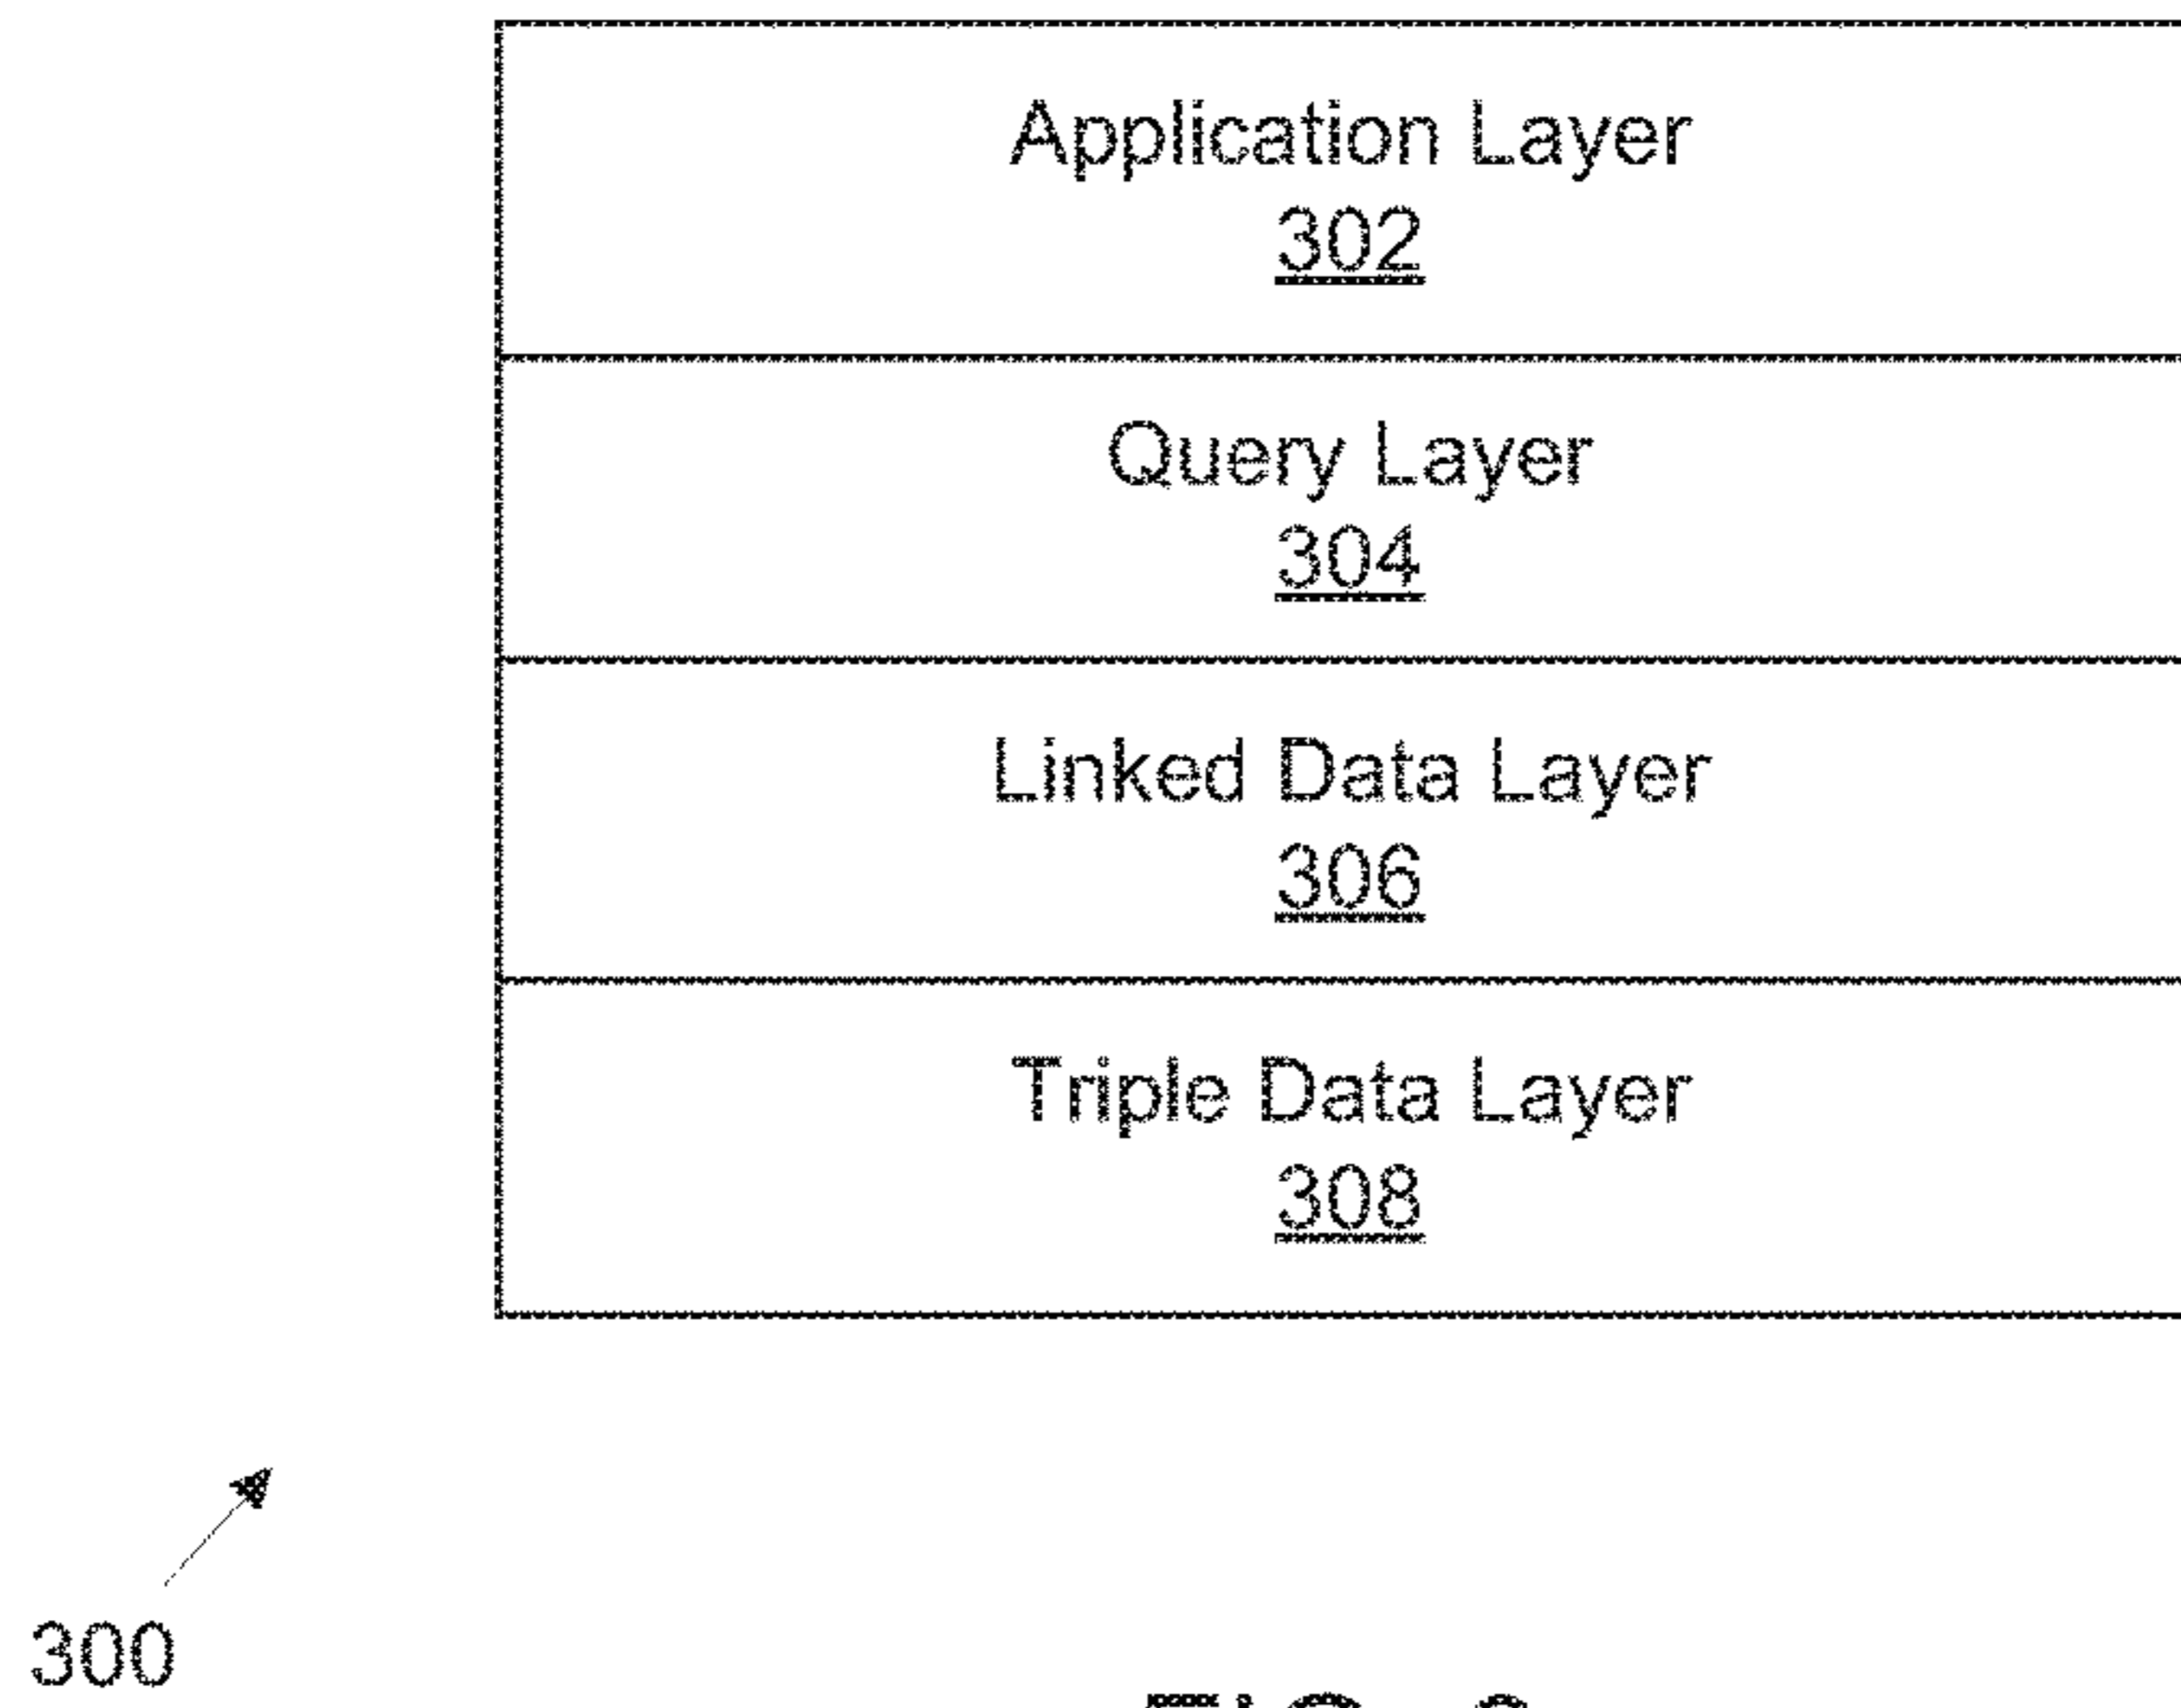 Application Layer
302
Query Layer
304
Linked Data Layer
306
Triple Data Layer
308
300